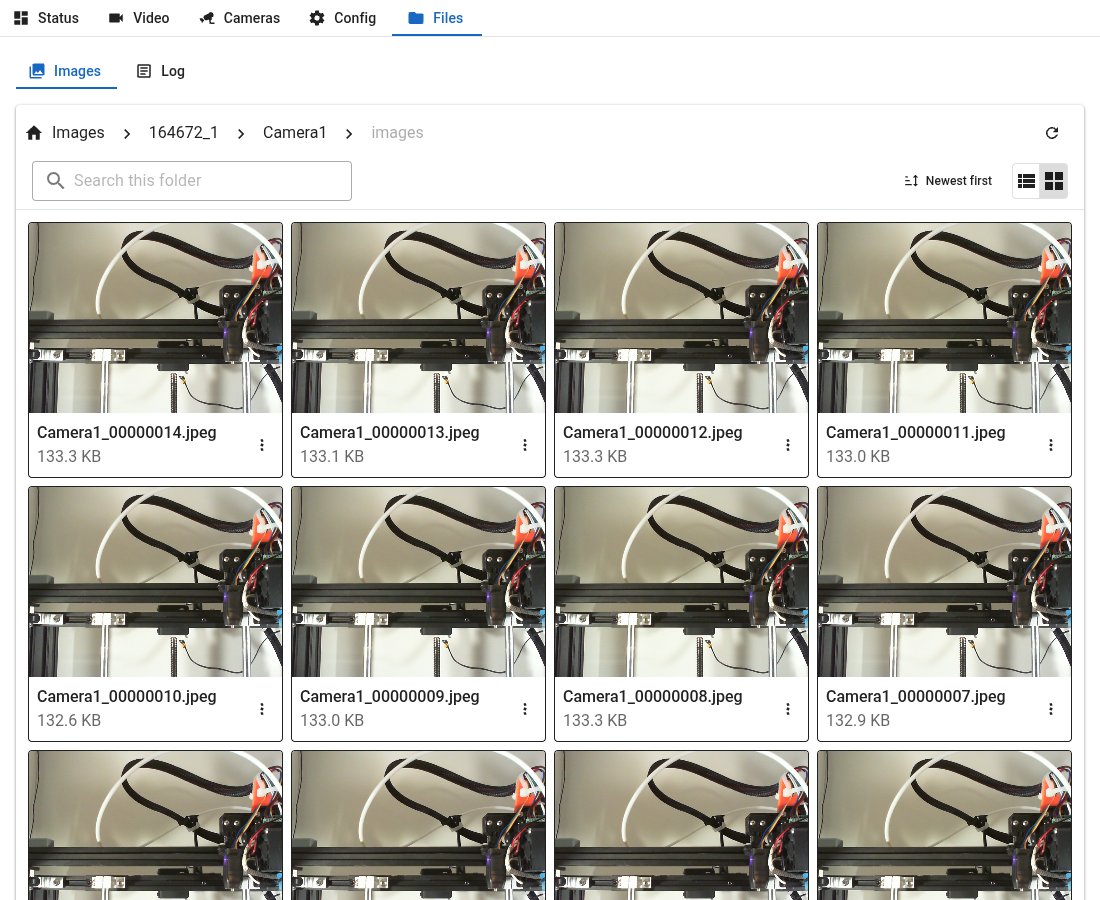 Status Video Cameras Config Files
Images Log
Images 164672_1 Camera1 images
Search this folder Newest first
Camera1_00000014.jpeg Camera1_00000013.jpeg Camera1_00000012.jpeg Camera1_00000011.jpeg
133.3 KB 133.1 KB 133.3 KB 133.0 KB
Camera1_00000010.jpeg Camera1_00000009.jpeg Camera1_00000008.jpeg Camera1_00000007.jpeg
132.6 KB 133.0 KB 133.3 KB 132.9 KB